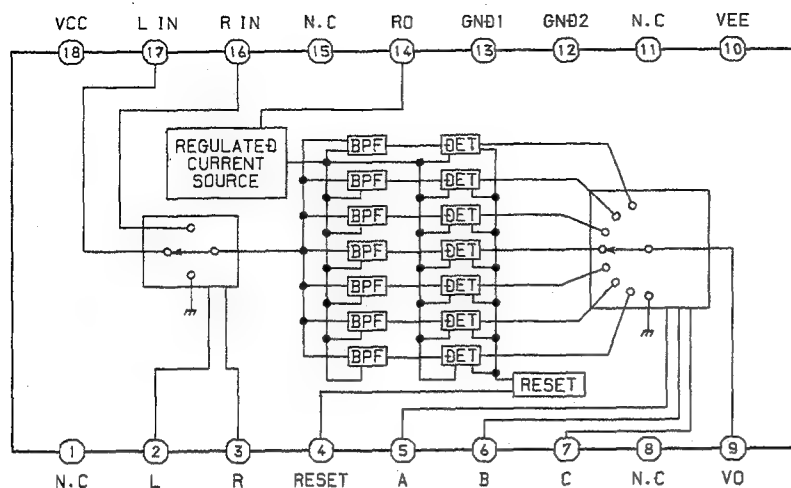 VCC L IN R IN N.C RO GND1 GND2 N.C VEE
18 17 16 15 14 13 12 11 10
REGULATED
CURRENT
SOURCE
BPF DET
BPF DET
BPF DET
BPF DET
BPF DET
BPF DET
BPF DET
RESET
1 2 3 4 5 6 7 8 9
N.C L R RESET A B C N.C VO